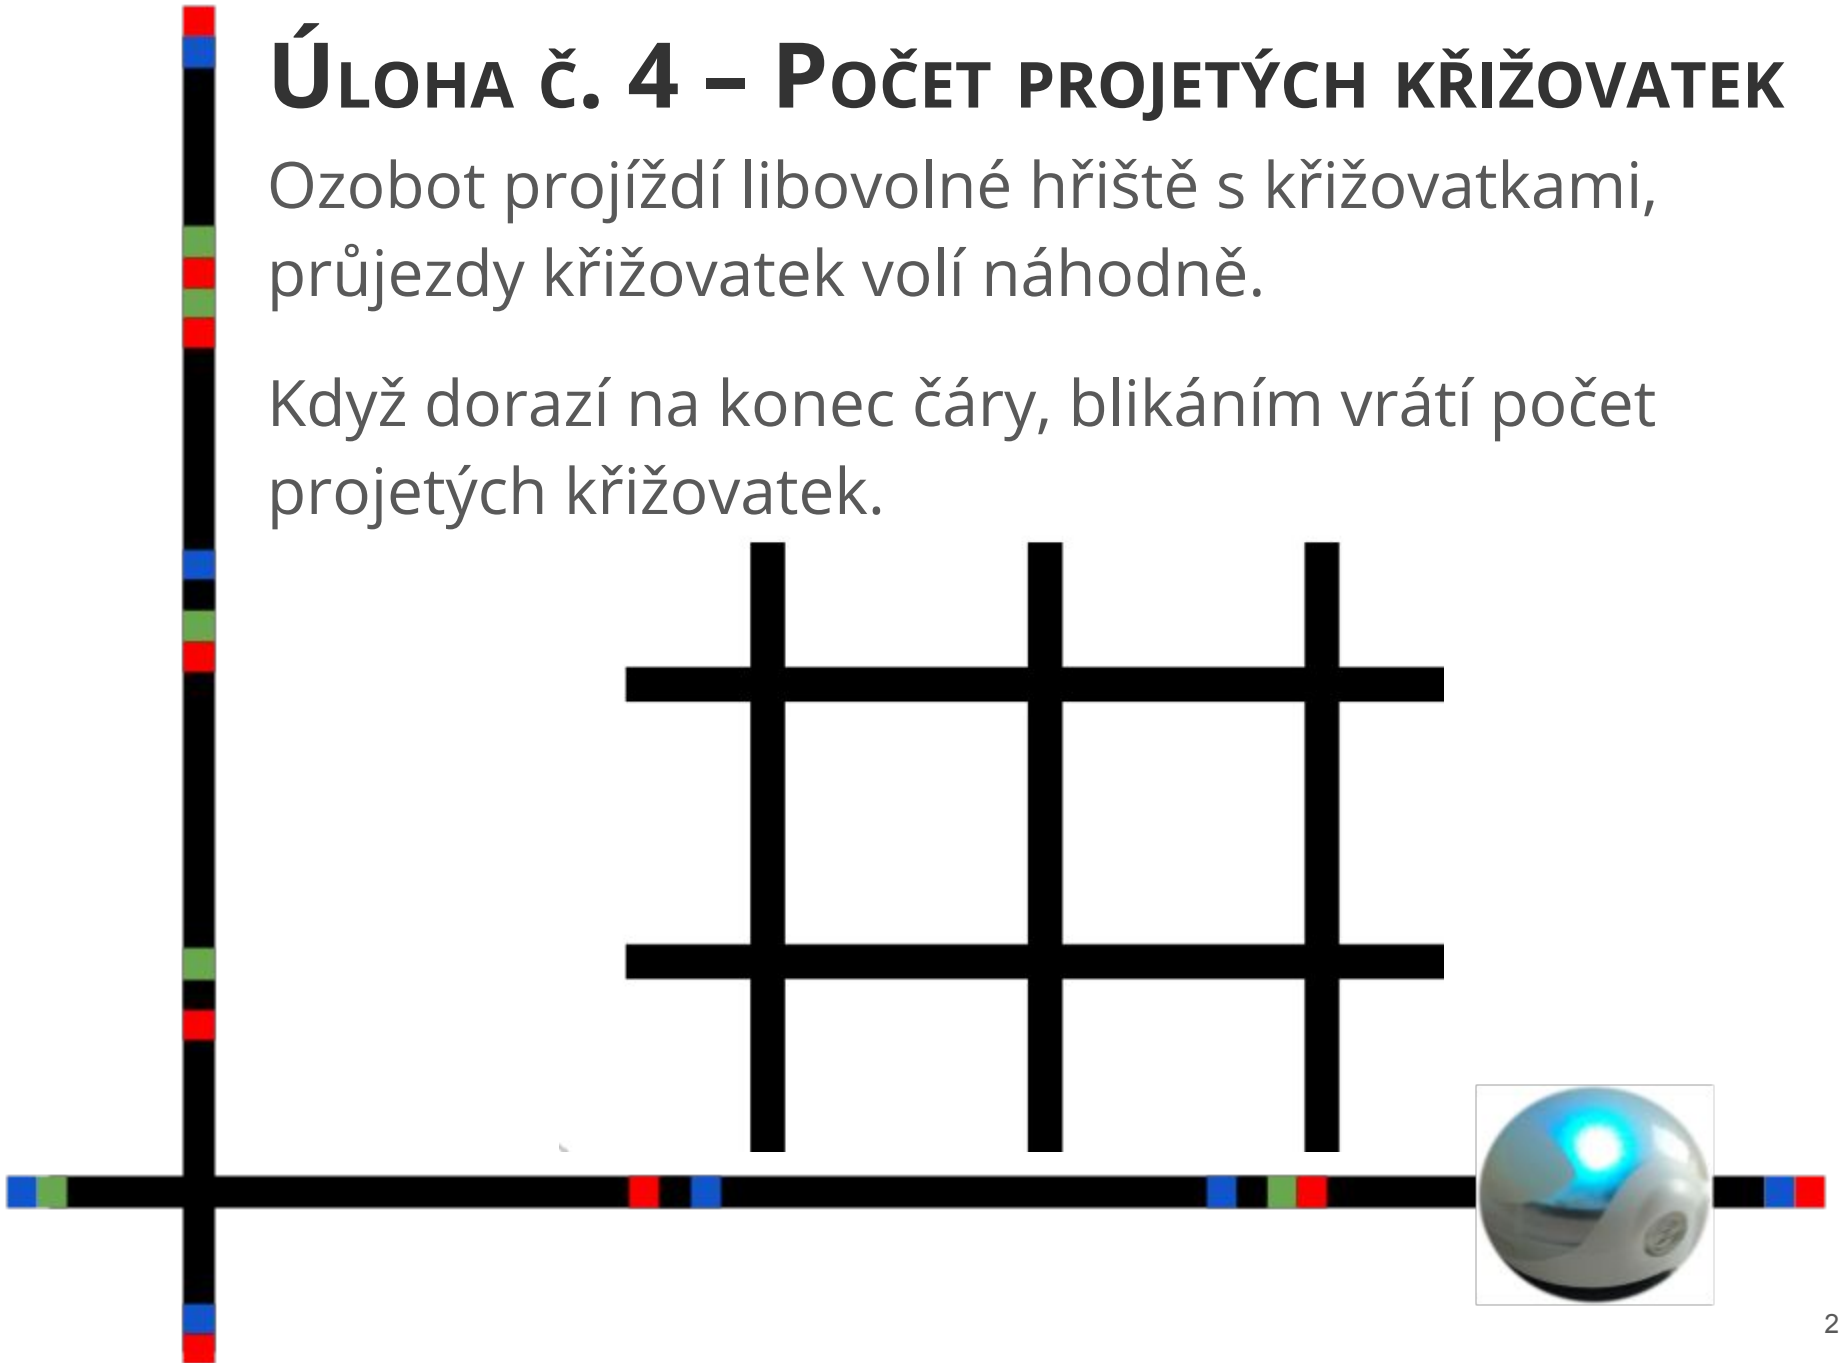 Úloha č. 4 – Počet projetých křižovatek
Ozobot projíždí libovolné hřiště s křižovatkami,
průjezdy křižovatek volí náhodně.
Když dorazí na konec čáry, blikáním vrátí počet
projetých křižovatek.
2